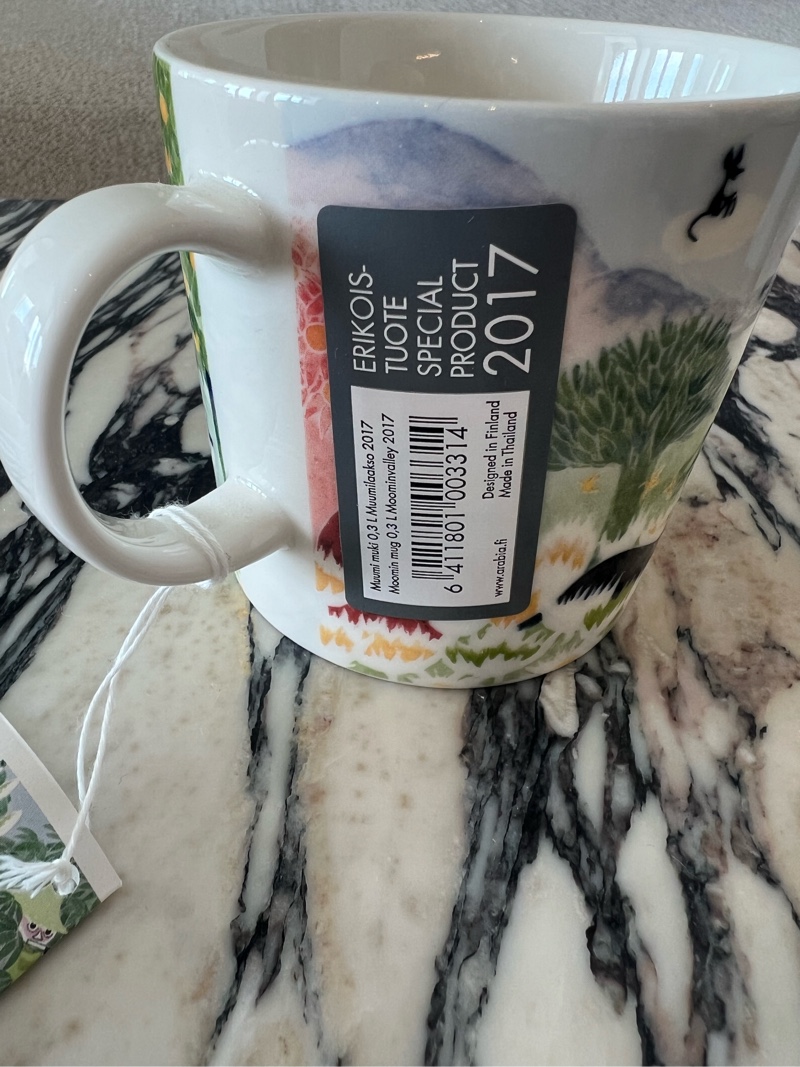 ERIKOIS-
TUOTE
SPECIAL
PRODUCT
2017
Muumi muki 0,3 L Muumilaakso 2017
Moomin mug 0,3 L Moominvalley 2017
6 411801 003314
Designed in Finland
Made in Thailand
www.arabia.fi